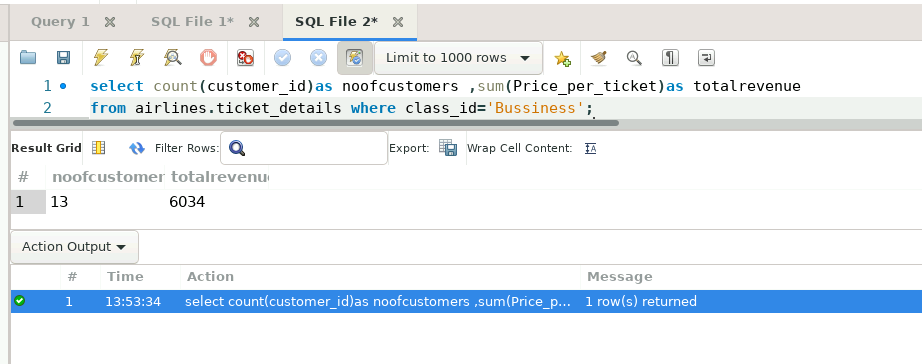 Query 1
SQL File 1*
SQL File 2*
Limit to 1000 rows
1 select count(customer_id)as noofcustomers ,sum(Price_per_ticket)as totalrevenue
2 from airlines.ticket_details where class_id='Bussiness';
Result Grid Filter Rows: Export: Wrap Cell Content:
# noofcustomer totalrevenu
1 13 6034
Action Output
# Time Action Message
1 13:53:34 select count(customer_id)as noofcustomers ,sum(Price_p... 1 row(s) returned